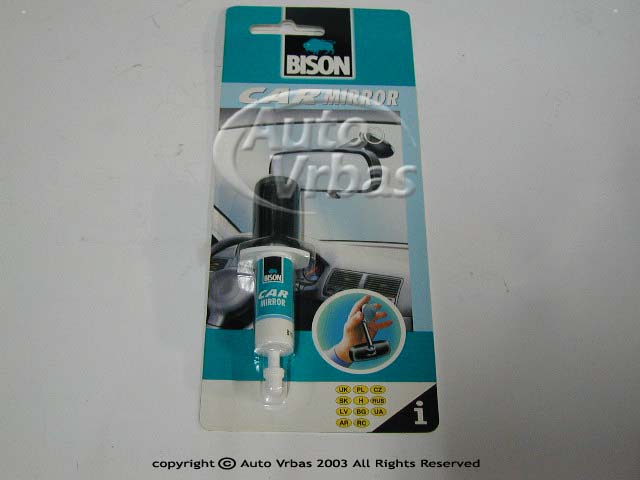 BISON
CAR MIRROR
Auto
Vrbas
BISON
CAR
MIRROR
UK PL CZ
SK H RUS
LV BG UA
AR RC
i
copyright © Auto Vrbas 2003 All Rights Reserved